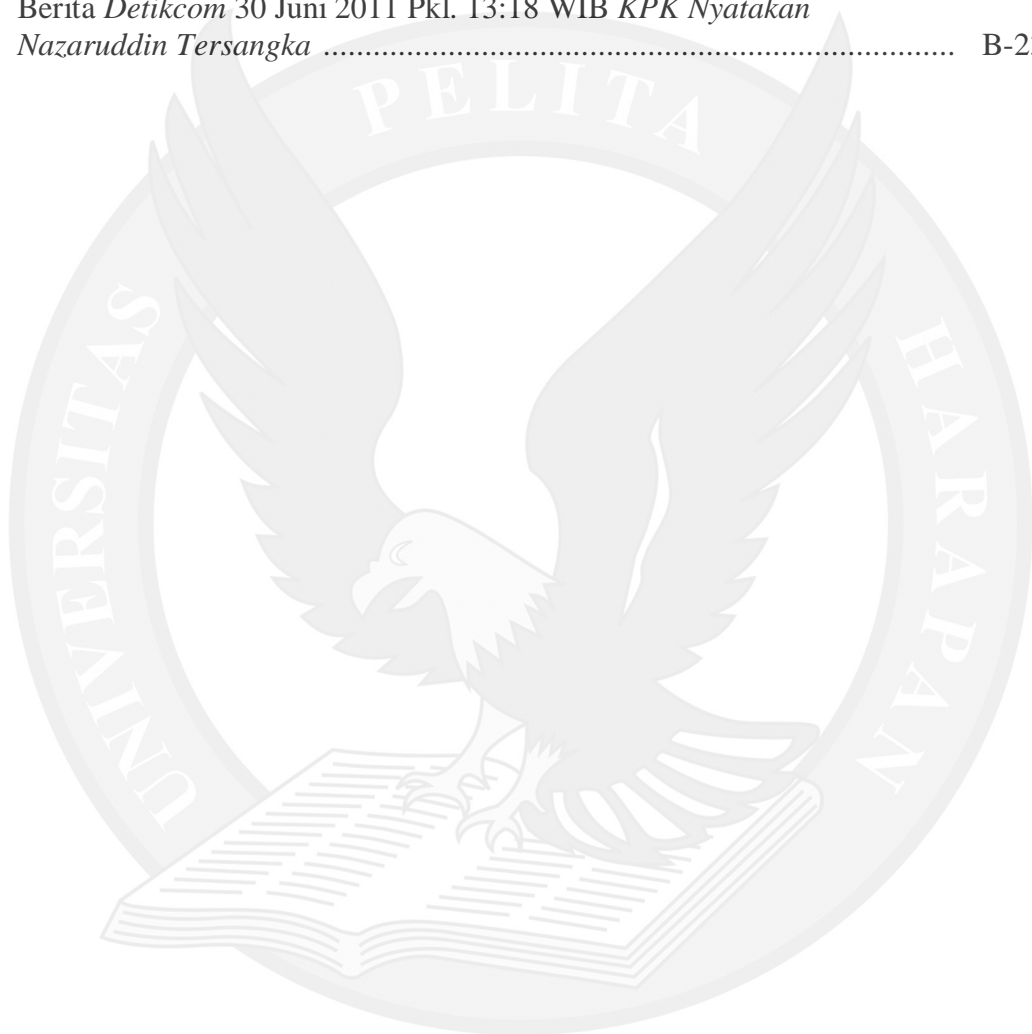 Berita Detikcom 30 Juni 2011 Pkl. 13:18 WIB KPK Nyatakan
Nazaruddin Tersangka ........................................................................ B-2
UNIVERSITAS PELITA HARAPAN